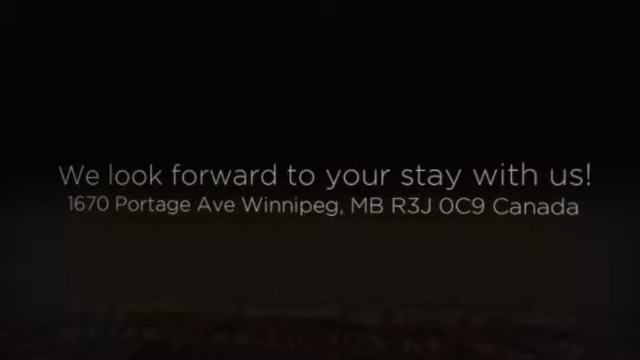 We look forward to your stay with us!
1670 Portage Ave Winnipeg, MB R3J 0C9 Canada